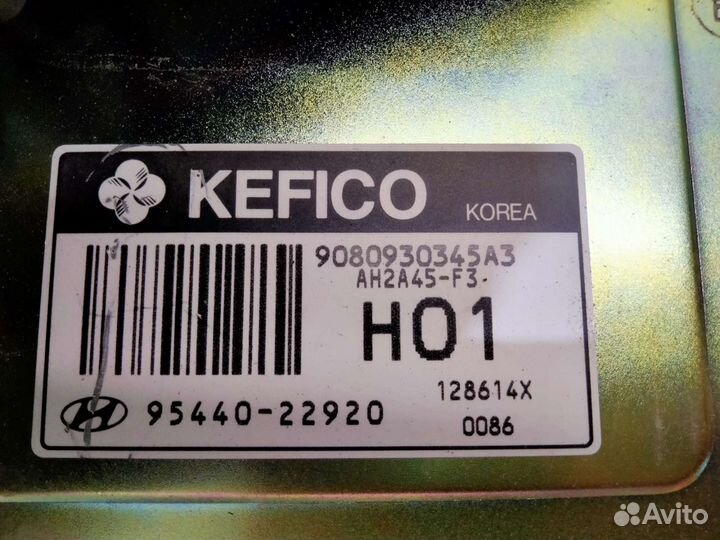 KEFICO KOREA
9080930345A3
AH2A45-F3
H01
128614X
95440-22920
0086
Avito